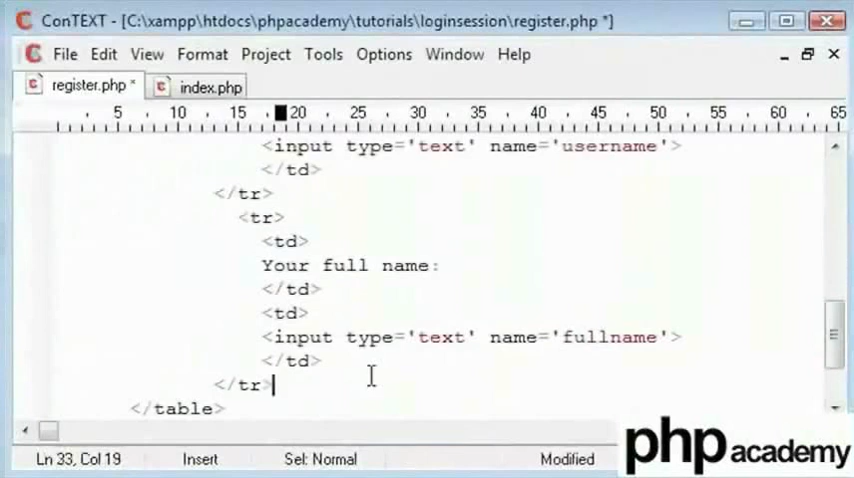 ConTEXT - [C:\xampp\htdocs\phpacademy\tutorials\loginsession\register.php *]
File Edit View Format Project Tools Options Window Help
register.php * index.php
5 10 15 20 25 30 35 40 45 50 55 60 65
<input type='text' name='username'>
</td>
</tr>
<tr>
<td>
Your full name:
</td>
<td>
<input type='text' name='fullname'>
</td>
</tr>
</table>
Ln 33, Col 19 Insert Sel: Normal Modified
php academy